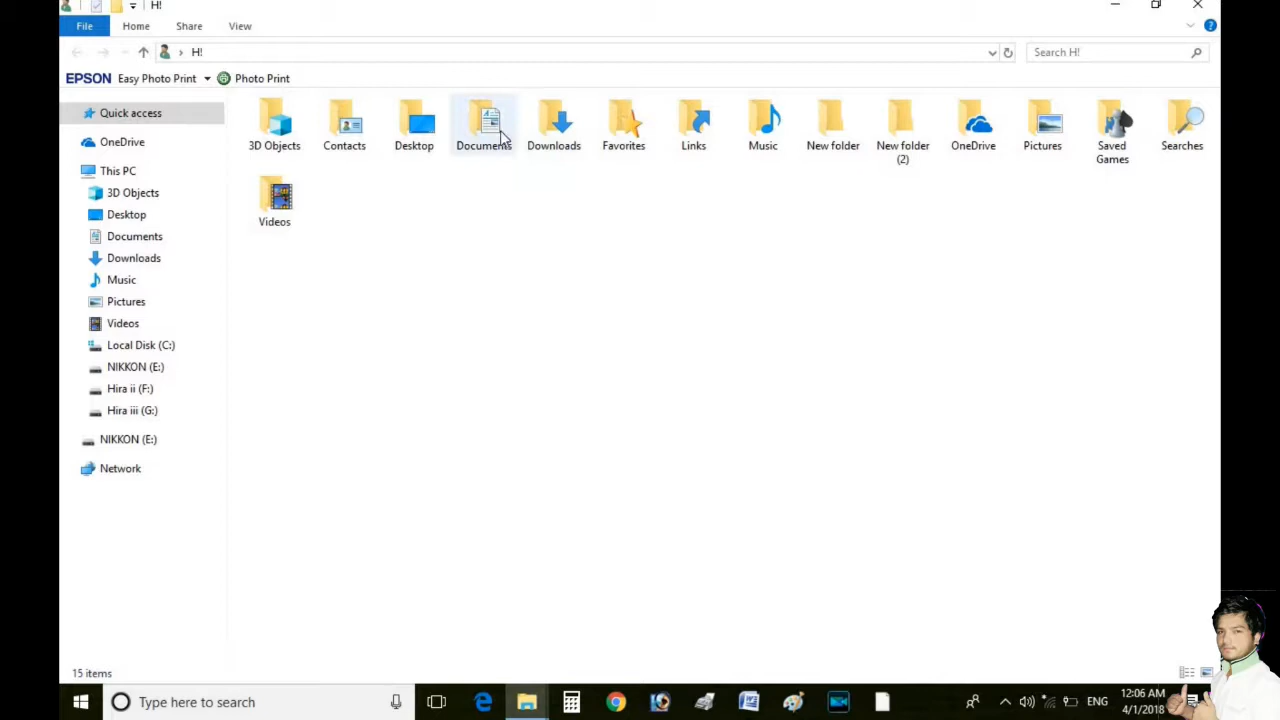 H!
File Home Share View
H!
Search H!
EPSON Easy Photo Print Photo Print
Quick access
OneDrive
This PC
3D Objects
Desktop
Documents
Downloads
Music
Pictures
Videos
Local Disk (C:)
NIKKON (E:)
Hira ii (F:)
Hira iii (G:)
NIKKON (E:)
Network
3D Objects Contacts Desktop Documents Downloads Favorites Links Music New folder New folder OneDrive Pictures Saved Searches
(2) Games
Videos
15 items
Type here to search
ENG
12:06 AM
4/1/2018